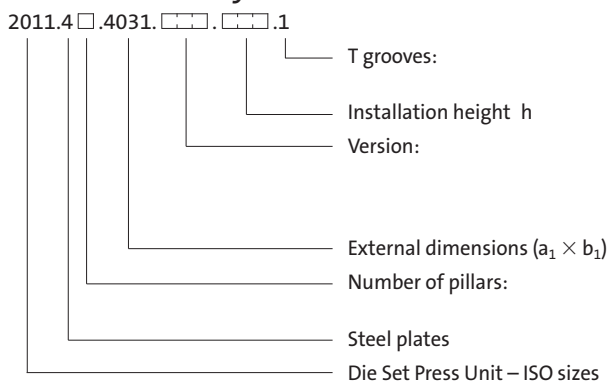 2011.4 □ .4031. □□□ . □□□ .1
T grooves:
Installation height h
Version:
External dimensions (a₁ × b₁)
Number of pillars:
Steel plates
Die Set Press Unit – ISO sizes